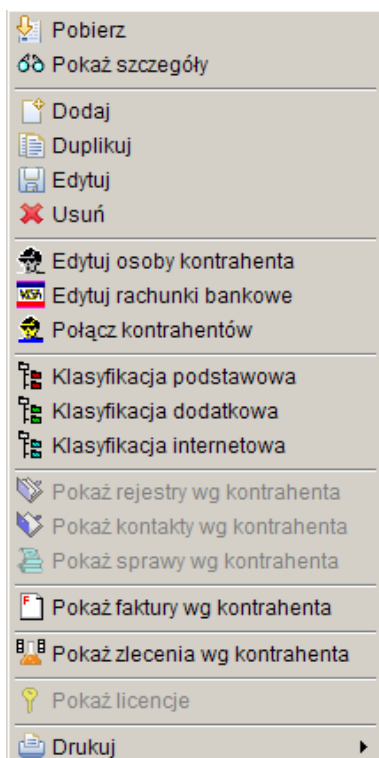 Pobierz
Pokaż szczegóły
Dodaj
Duplikuj
Edytuj
Usuń
Edytuj osoby kontrahenta
VISA Edytuj rachunki bankowe
Połącz kontrahentów
Klasyfikacja podstawowa
Klasyfikacja dodatkowa
Klasyfikacja internetowa
Pokaż rejestry wg kontrahenta
Pokaż kontakty wg kontrahenta
Pokaż sprawy wg kontrahenta
F Pokaż faktury wg kontrahenta
Pokaż zlecenia wg kontrahenta
Pokaż licencje
Drukuj